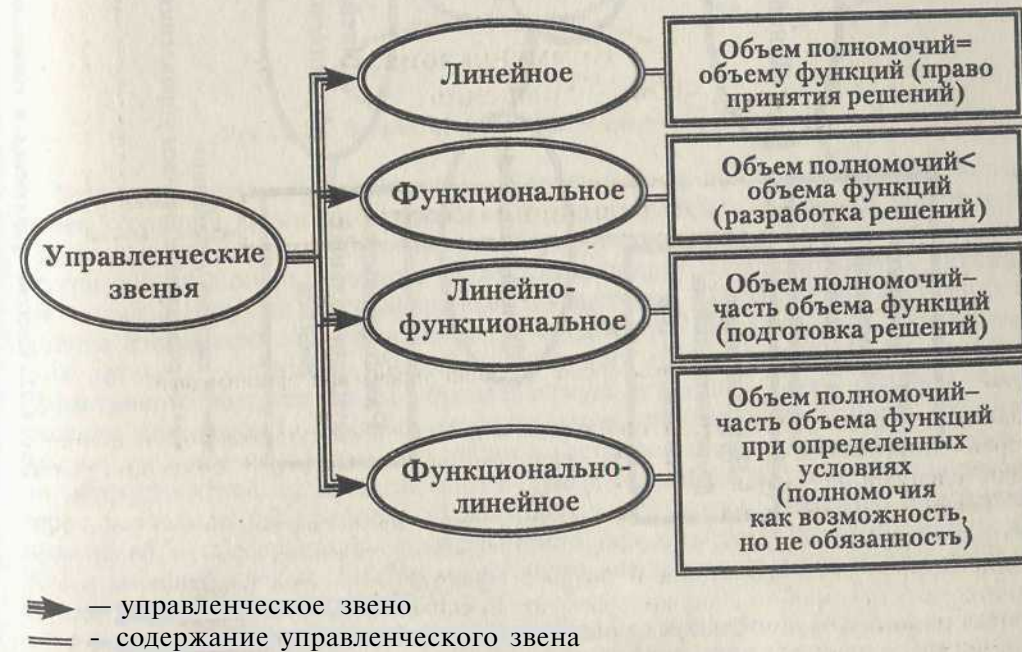 Управленческие
звенья
Линейное
Объем полномочий=
объему функций (право
принятия решений)
Функциональное
Объем полномочий<
объема функций
(разработка решений)
Линейно-
функциональное
Объем полномочий–
часть объема функций
(подготовка решений)
Функционально-
линейное
Объем полномочий–
часть объема функций
при определенных
условиях
(полномочия
как возможность,
но не обязанность)
— управленческое звено
- содержание управленческого звена